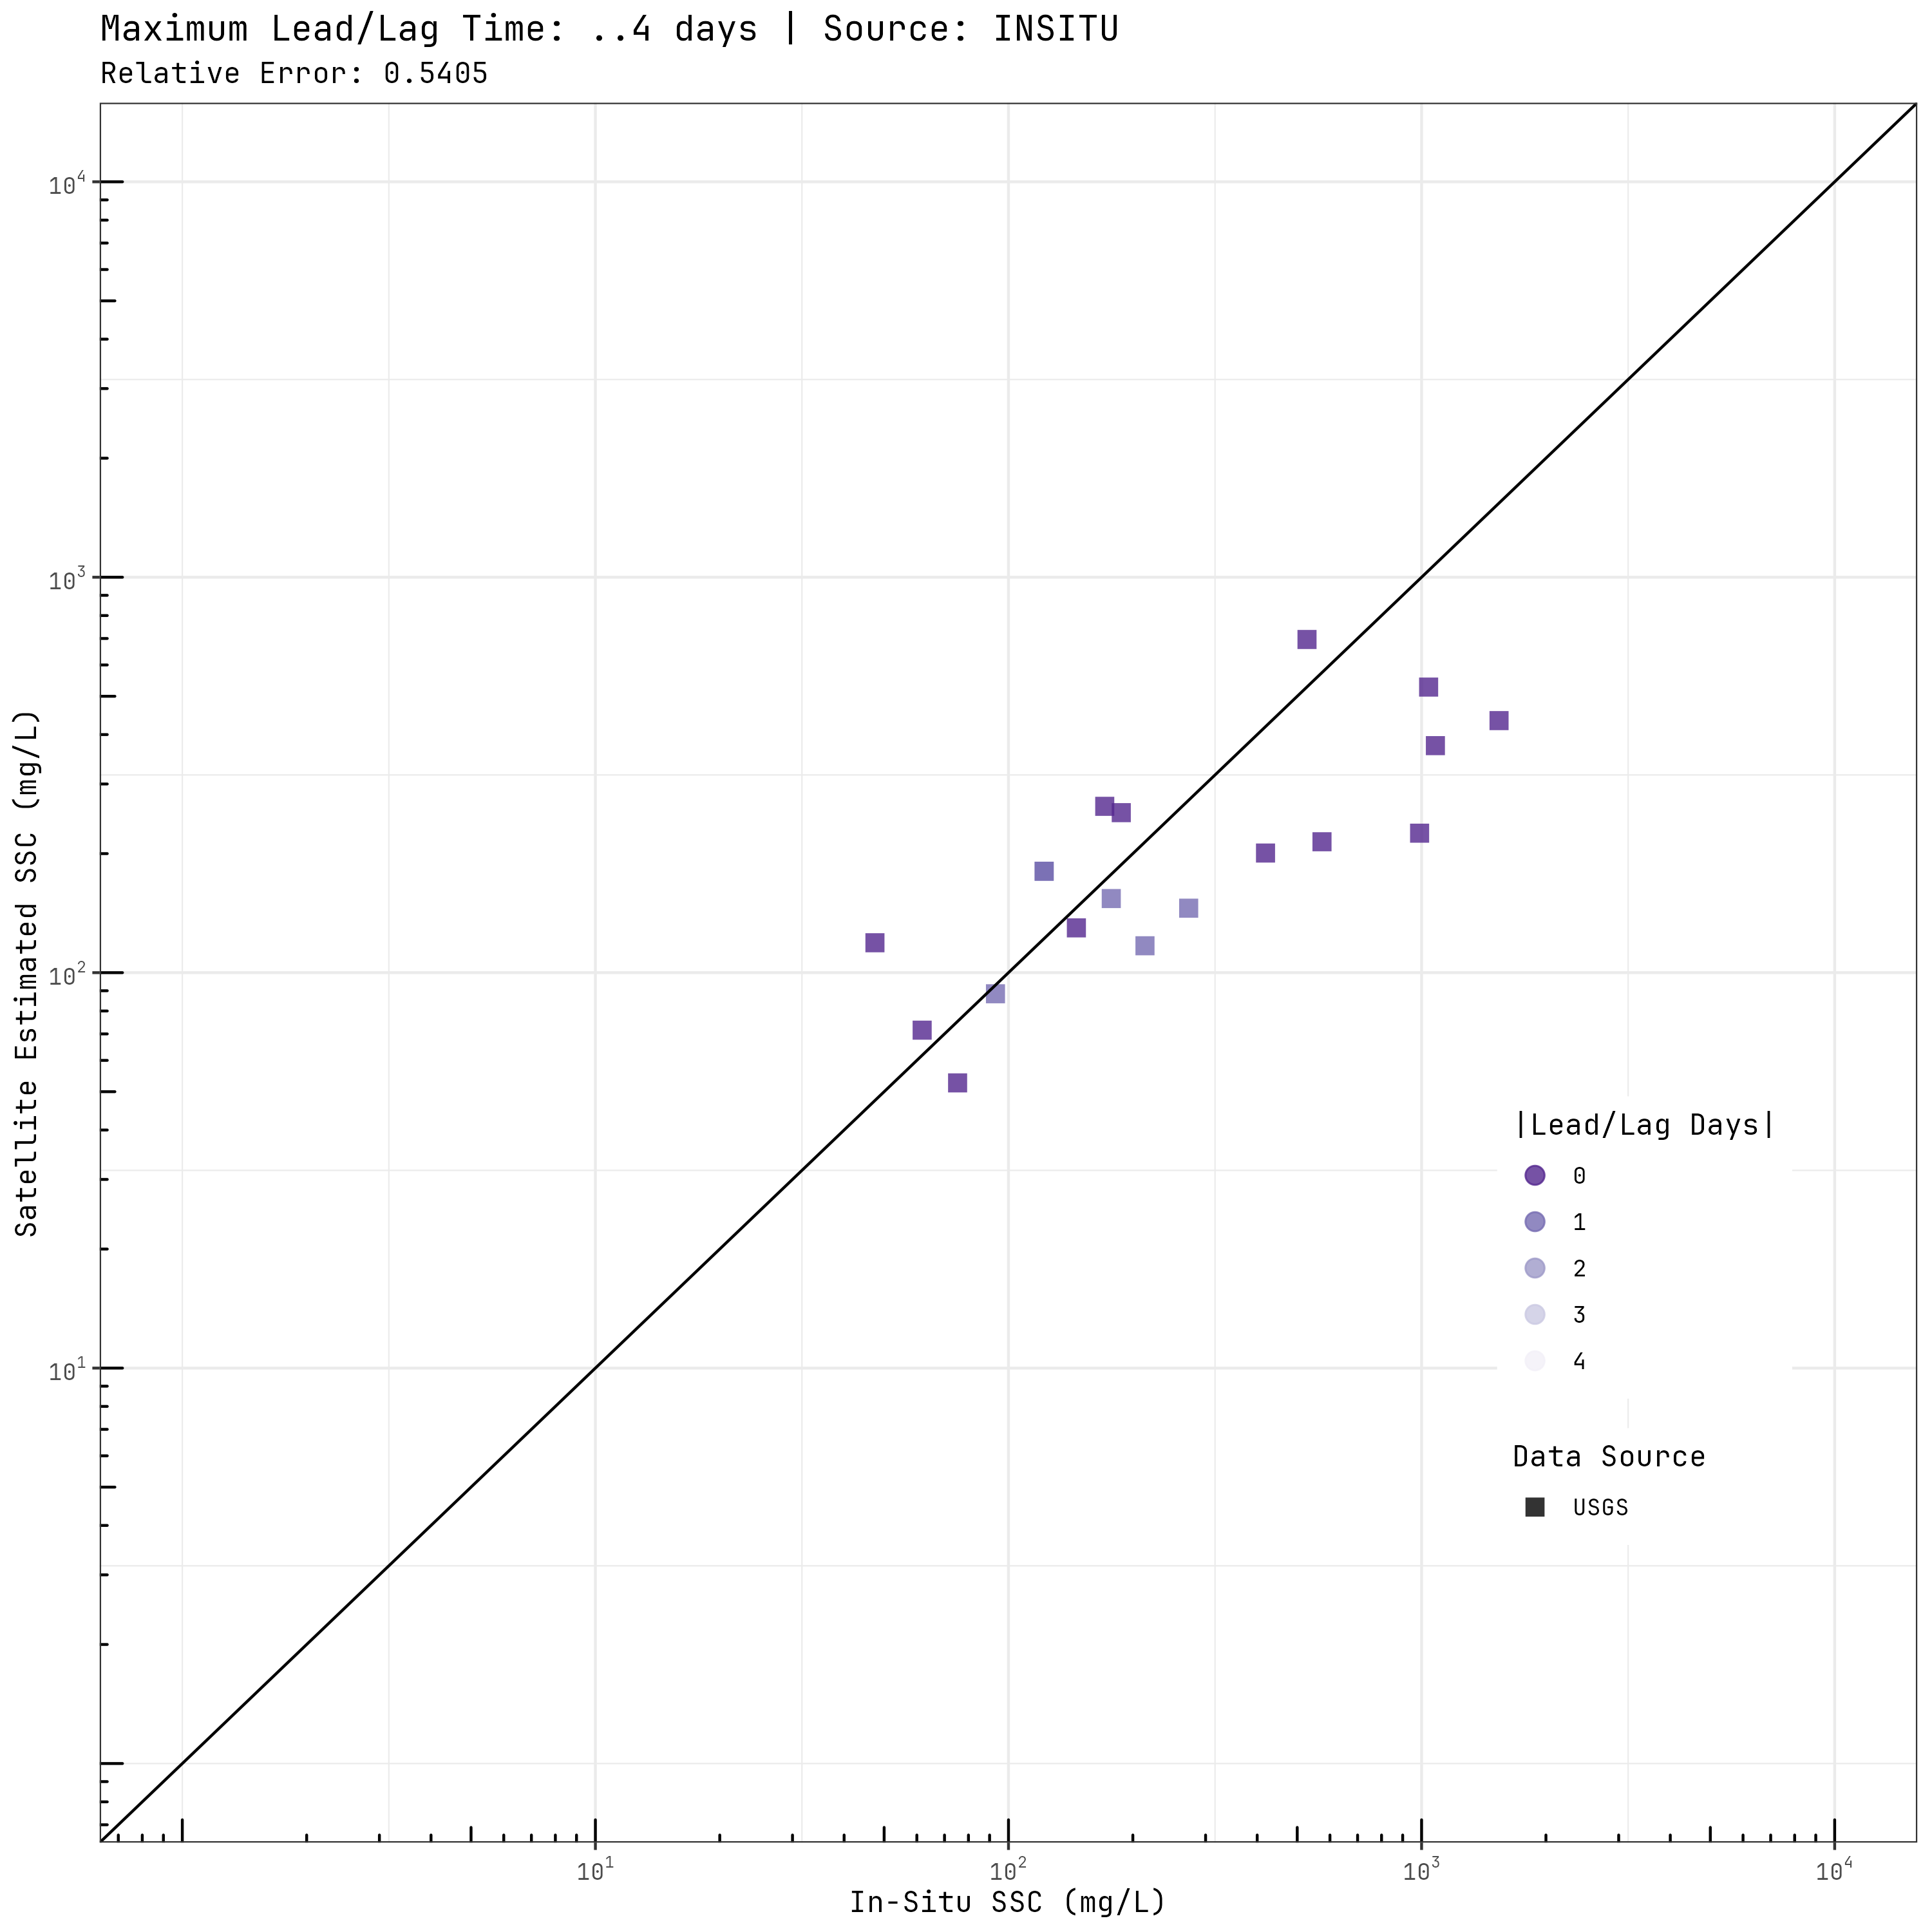 Maximum Lead/Lag Time: ..4 days | Source: INSITU
Relative Error: 0.5405
Satellite Estimated SSC (mg/L)
10⁴
10³
10²
10¹
|Lead/Lag Days|
0
1
2
3
4
Data Source
USGS
10¹ 10² 10³ 10⁴
In-Situ SSC (mg/L)